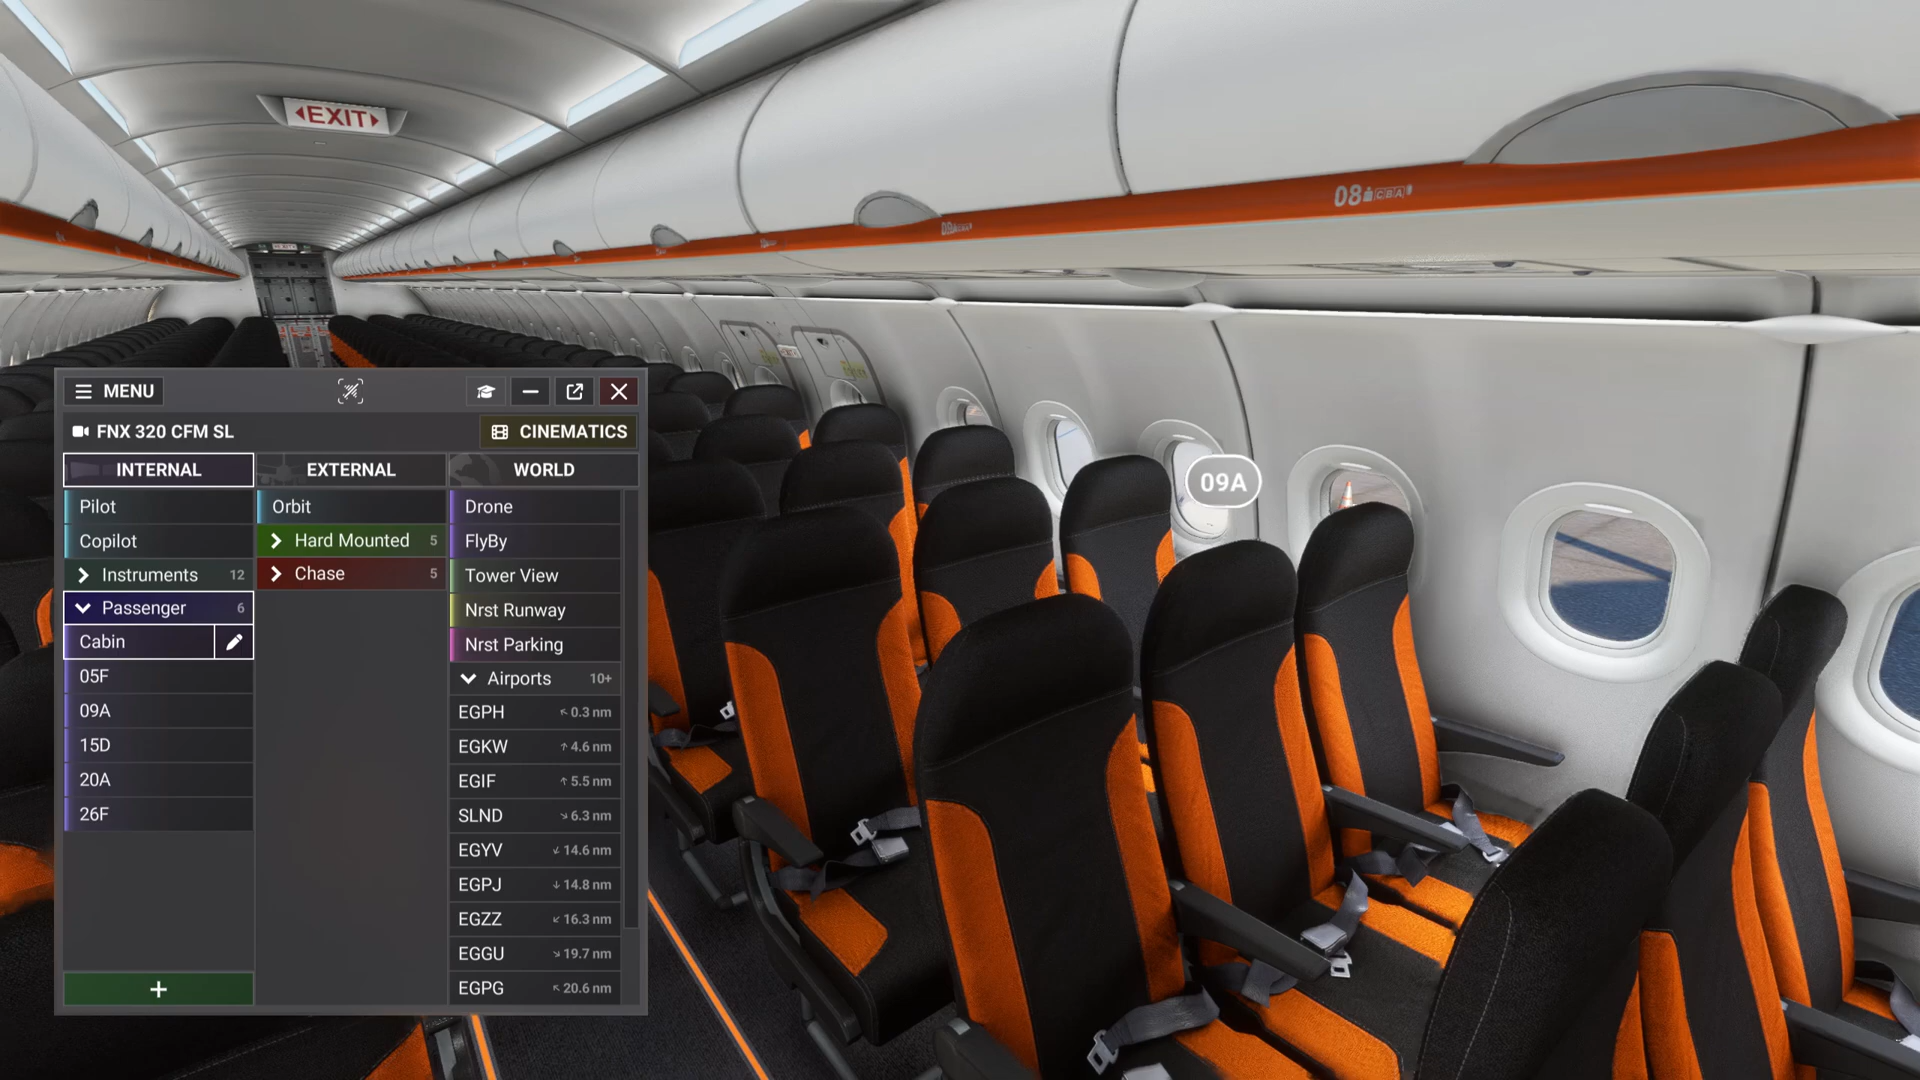 EXIT
08 CBA
09A
MENU
FNX 320 CFM SL
CINEMATICS
INTERNAL
EXTERNAL
WORLD
Pilot
Copilot
Instruments 12
Passenger 6
Cabin
05F
09A
15D
20A
26F
+
Orbit
Hard Mounted 5
Chase 5
Drone
FlyBy
Tower View
Nrst Runway
Nrst Parking
Airports 10+
EGPH 0.3 nm
EGKW 4.6 nm
EGIF 5.5 nm
SLND 6.3 nm
EGYV 14.6 nm
EGPJ 14.8 nm
EGZZ 16.3 nm
EGGU 19.7 nm
EGPG 20.6 nm